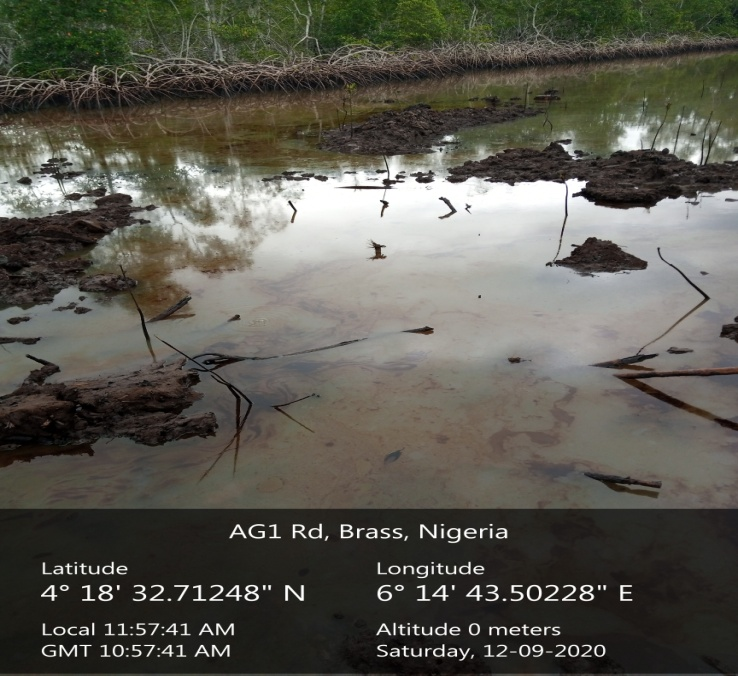 AG1 Rd, Brass, Nigeria
Latitude Longitude
4° 18' 32.71248" N 6° 14' 43.50228" E
Local 11:57:41 AM Altitude 0 meters
GMT 10:57:41 AM Saturday, 12-09-2020